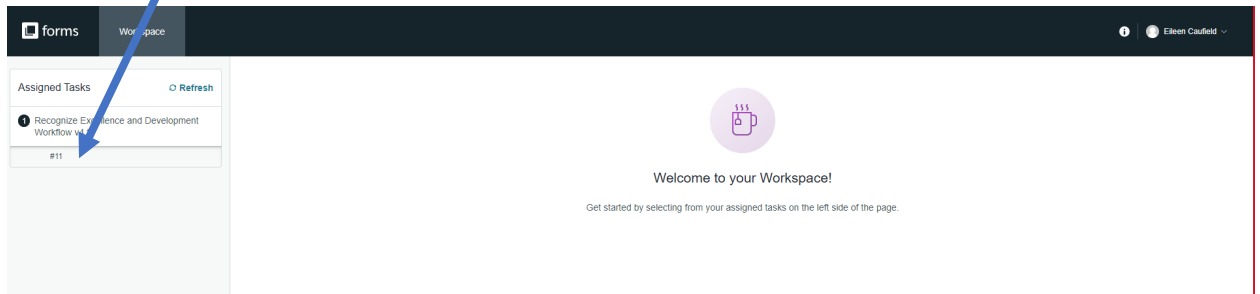 forms
Workspace
Eileen Caufield
Assigned Tasks
Refresh
1
Recognize Excellence and Development
Workflow
#11
Welcome to your Workspace!
Get started by selecting from your assigned tasks on the left side of the page.